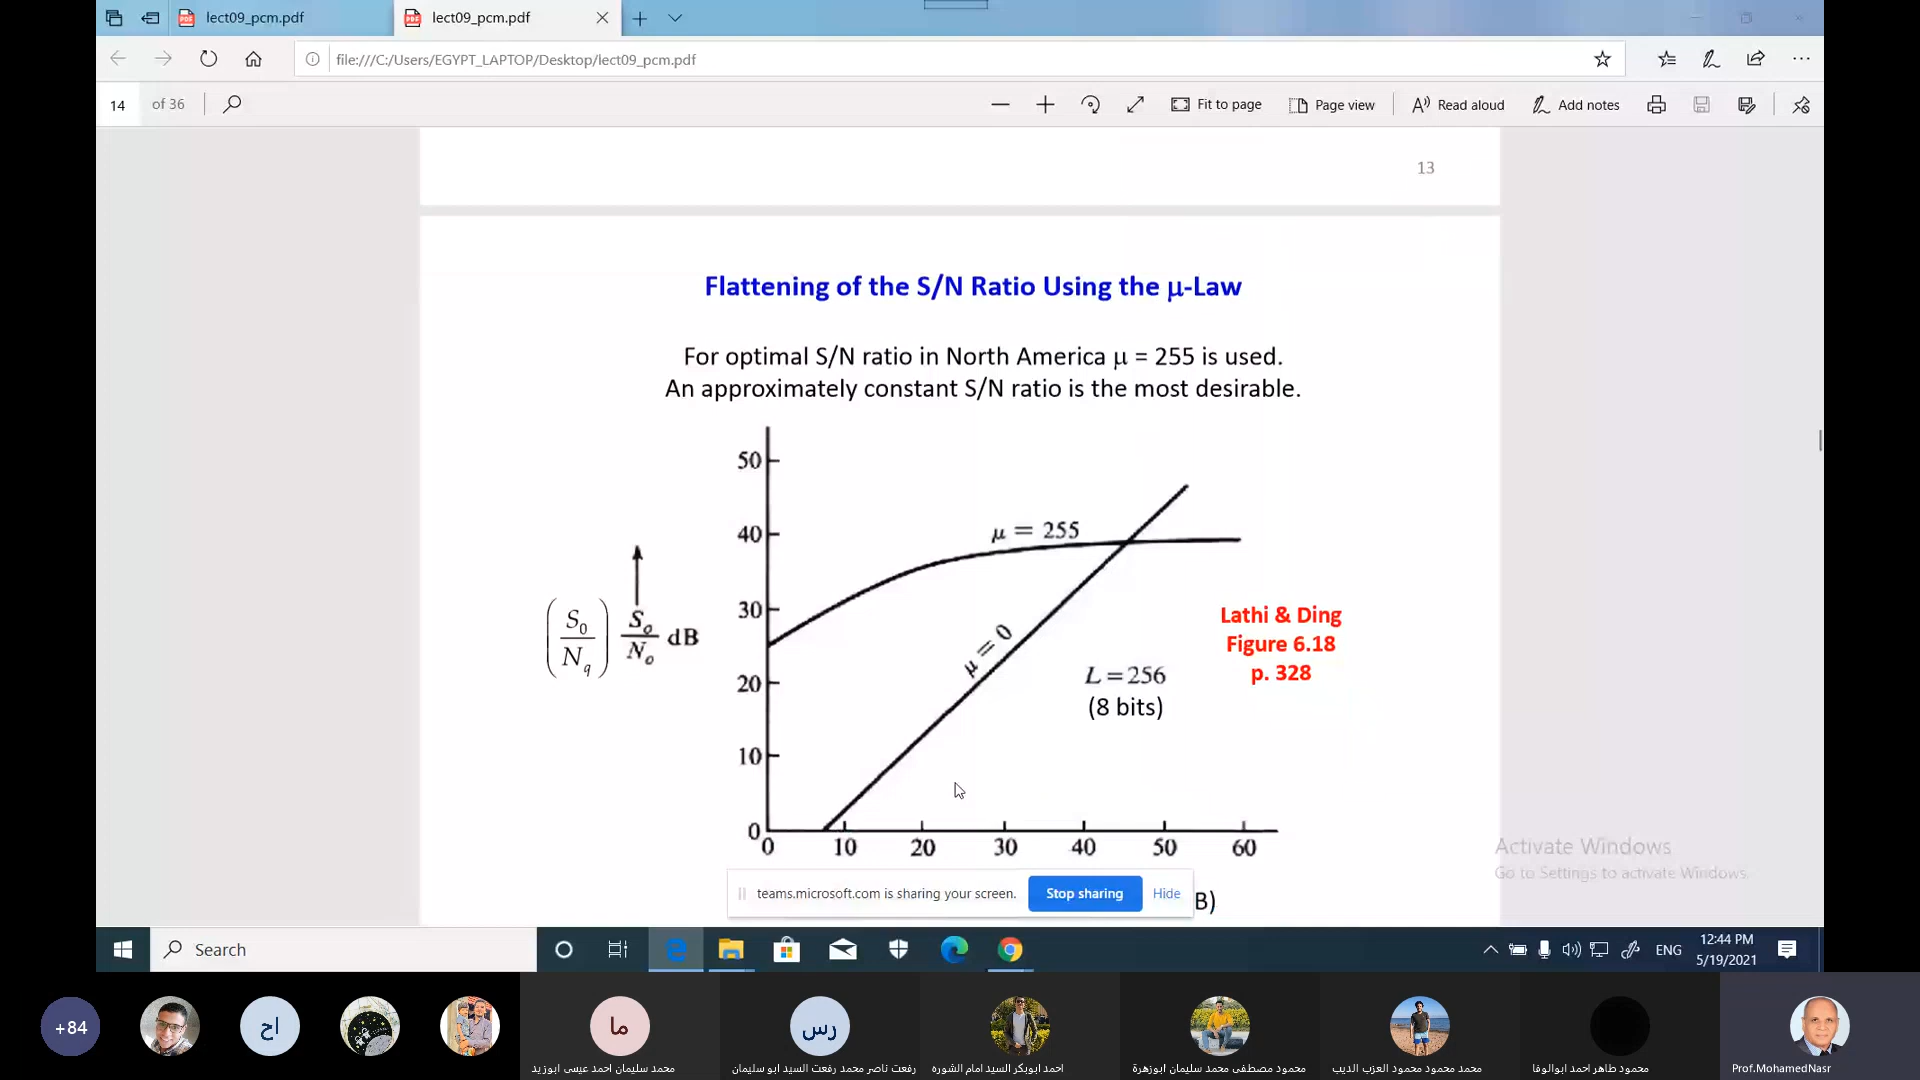 lect09_pcm.pdf
lect09_pcm.pdf
file:///C:/Users/EGYPT_LAPTOP/Desktop/lect09_pcm.pdf
14 of 36
Fit to page
Page view
Read aloud
Add notes
13
Flattening of the S/N Ratio Using the μ-Law
For optimal S/N ratio in North America μ = 255 is used.
An approximately constant S/N ratio is the most desirable.
50
40
30
20
10
0
μ = 255
μ = 0
(S0/Nq) So/No dB
L = 256
(8 bits)
Lathi & Ding
Figure 6.18
p. 328
0 10 20 30 40 50 60
B)
Activate Windows
Go to Settings to activate Windows.
teams.microsoft.com is sharing your screen.
Stop sharing
Hide
Search
ENG
12:44 PM
5/19/2021
+84
اح
ما
رس
محمد سليمان احمد عيسى ابوزيد
رفعت ناصر محمد رفعت السيد ابو سليمان
احمد ابوبكر السيد امام الشوره
محمود مصطفى محمد سليمان ابوزهرة
محمد محمود محمود العزب الديب
محمود طاهر احمد ابوالوفا
Prof.MohamedNasr